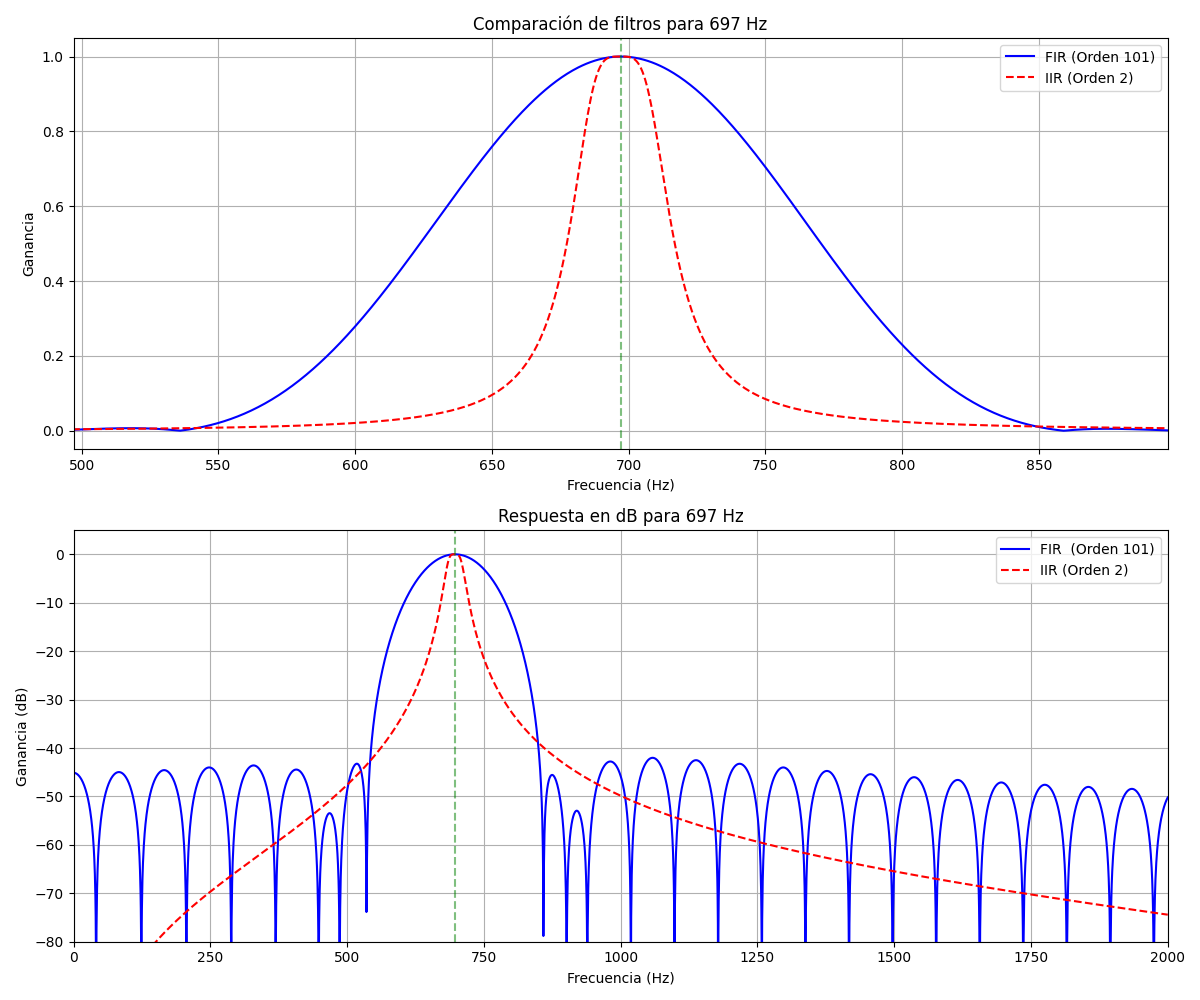 Comparación de filtros para 697 Hz
FIR (Orden 101)
IIR (Orden 2)
1.0
0.8
0.6
0.4
0.2
0.0
Ganancia
500 550 600 650 700 750 800 850
Frecuencia (Hz)
Respuesta en dB para 697 Hz
FIR (Orden 101)
IIR (Orden 2)
0
−10
−20
−30
−40
−50
−60
−70
−80
Ganancia (dB)
0 250 500 750 1000 1250 1500 1750 2000
Frecuencia (Hz)